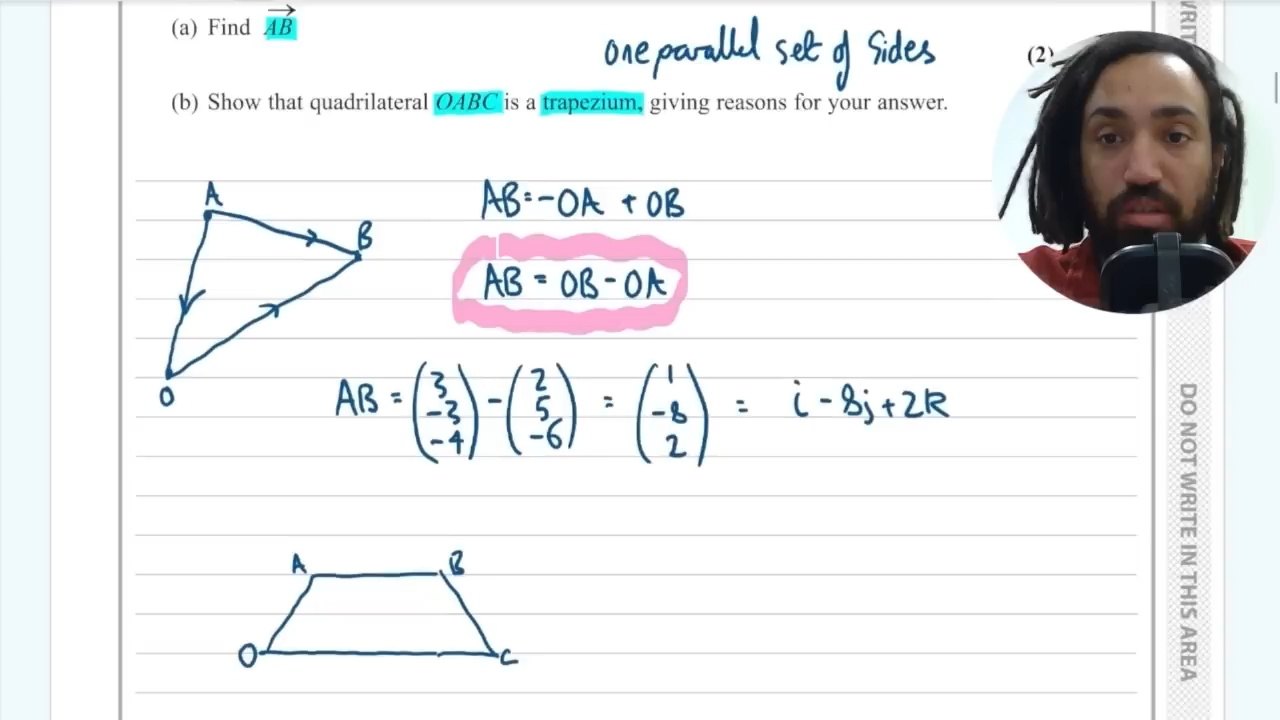 (a) Find AB
one parallel set of sides
(2)
(b) Show that quadrilateral OABC is a trapezium, giving reasons for your answer.
A
B
O
AB = -OA + OB
AB = OB - OA
AB = (3 -3 -4) - (2 5 -6) = (1 -8 2) = i - 8j + 2k
A
B
O
C
DO NOT WRITE IN THIS AREA